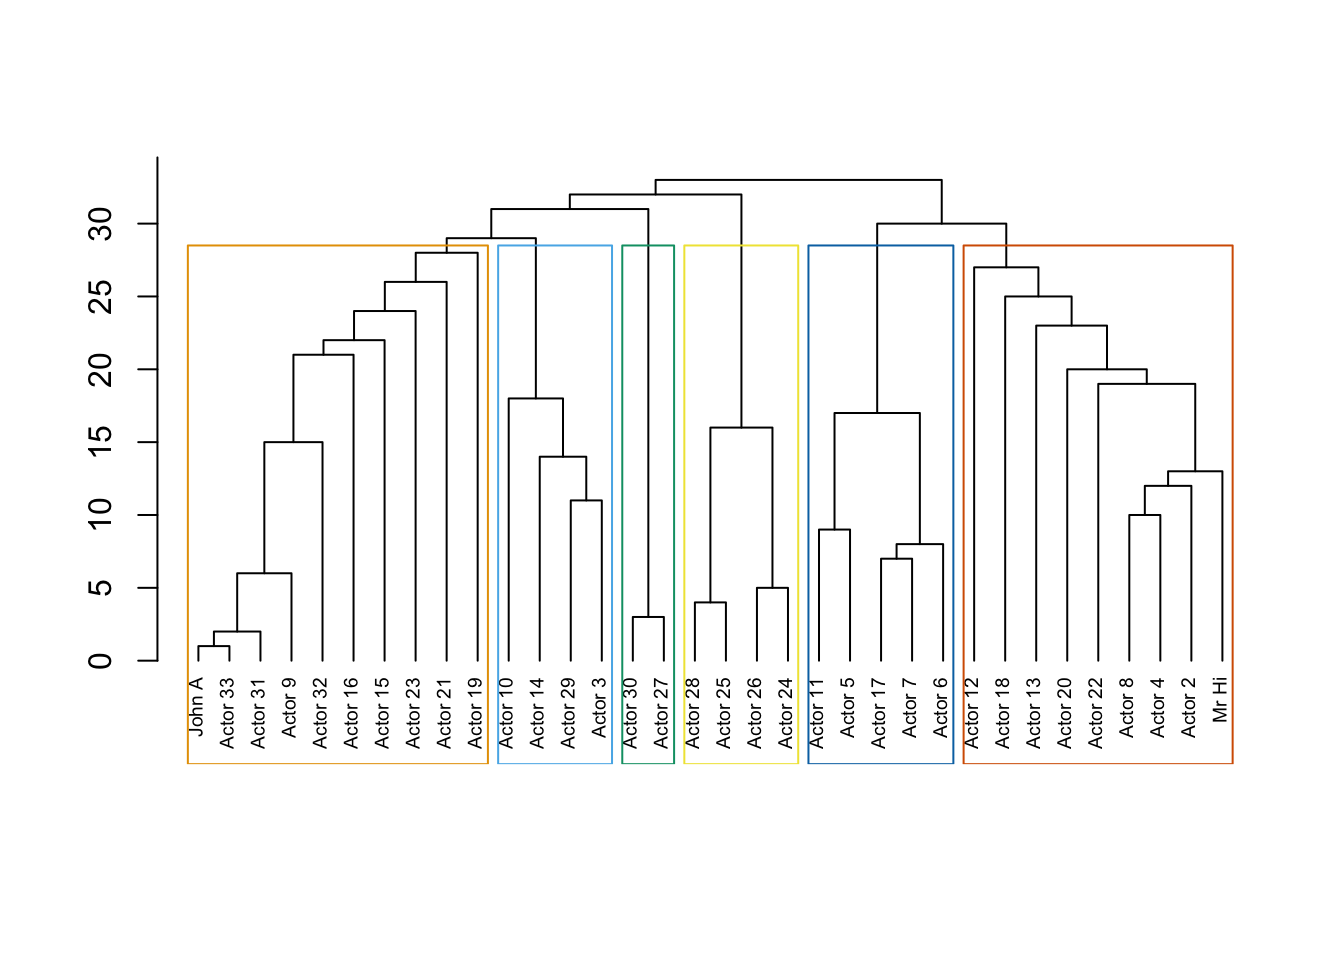 30
25
20
15
10
5
0
John A
Actor 33
Actor 31
Actor 9
Actor 32
Actor 16
Actor 15
Actor 23
Actor 21
Actor 19
Actor 10
Actor 14
Actor 29
Actor 3
Actor 30
Actor 27
Actor 28
Actor 25
Actor 26
Actor 24
Actor 11
Actor 5
Actor 17
Actor 7
Actor 6
Actor 12
Actor 18
Actor 13
Actor 20
Actor 22
Actor 8
Actor 4
Actor 2
Mr Hi